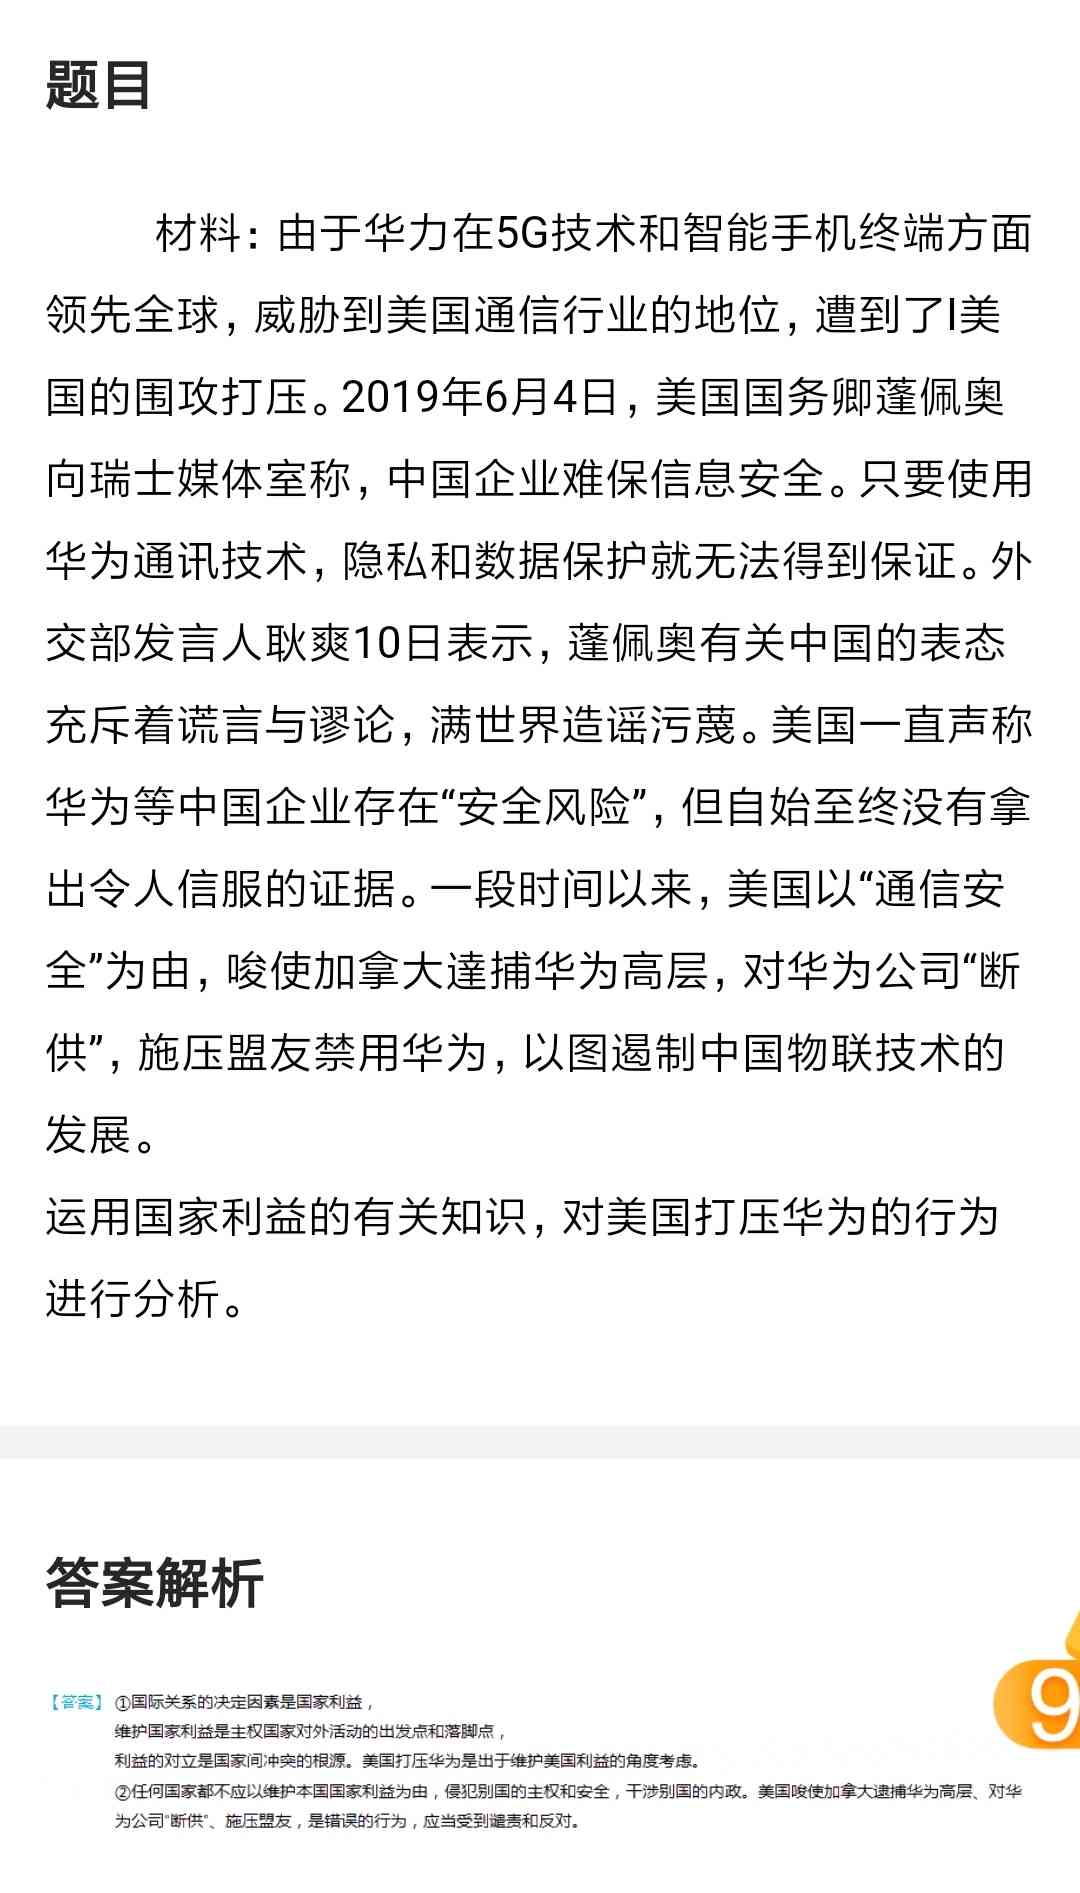 题目
材料：由于华力在5G技术和智能手机终端方面
领先全球，威胁到美国通信行业的地位，遭到了l美
国的围攻打压。2019年6月4日，美国国务卿蓬佩奥
向瑞士媒体室称，中国企业难保信息安全。只要使用
华为通讯技术，隐私和数据保护就无法得到保证。外
交部发言人耿爽10日表示，蓬佩奥有关中国的表态
充斥着谎言与谬论，满世界造谣污蔑。美国一直声称
华为等中国企业存在“安全风险”，但自始至终没有拿
出令人信服的证据。一段时间以来，美国以“通信安
全”为由，唆使加拿大達捕华为高层，对华为公司“断
供”，施压盟友禁用华为，以图遏制中国物联技术的
发展。
运用国家利益的有关知识，对美国打压华为的行为
进行分析。
答案解析
【答案】①国际关系的决定因素是国家利益，
维护国家利益是主权国家对外活动的出发点和落脚点，
利益的对立是国家间冲突的根源。美国打压华为是出于维护美国利益的角度考虑。
②任何国家都不应以维护本国国家利益为由，侵犯别国的主权和安全，干涉别国的内政。美国唆使加拿大逮捕华为高层、对华
为公司“断供”、施压盟友，是错误的行为，应当受到谴责和反对。
9